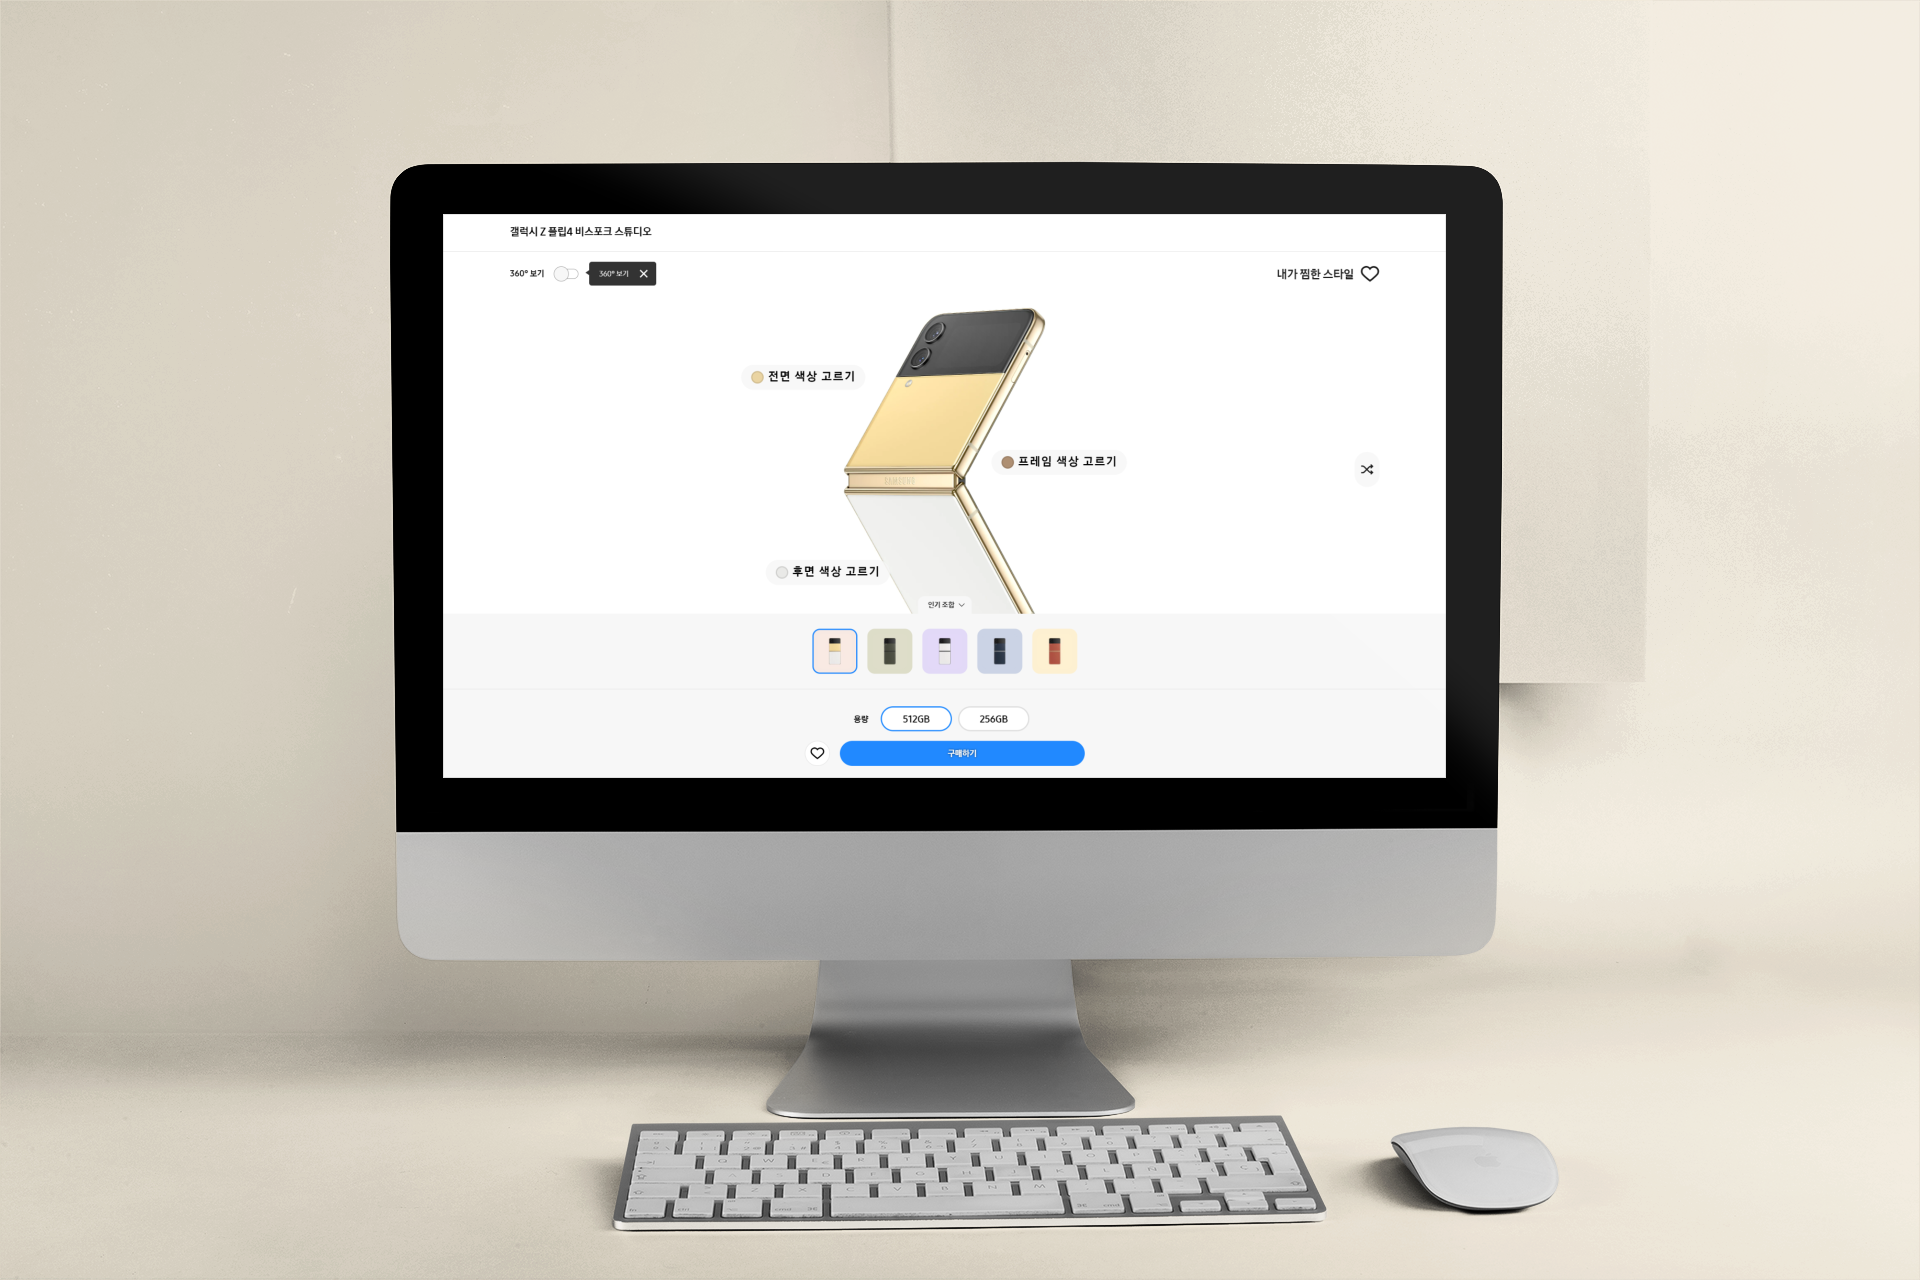 갤럭시 Z 플립4 비스포크 스튜디오
360° 보기
360° 보기
내가 찜한 스타일
전면 색상 고르기
프레임 색상 고르기
SAMSUNG
후면 색상 고르기
인기 조합
용량
512GB
256GB
구매하기